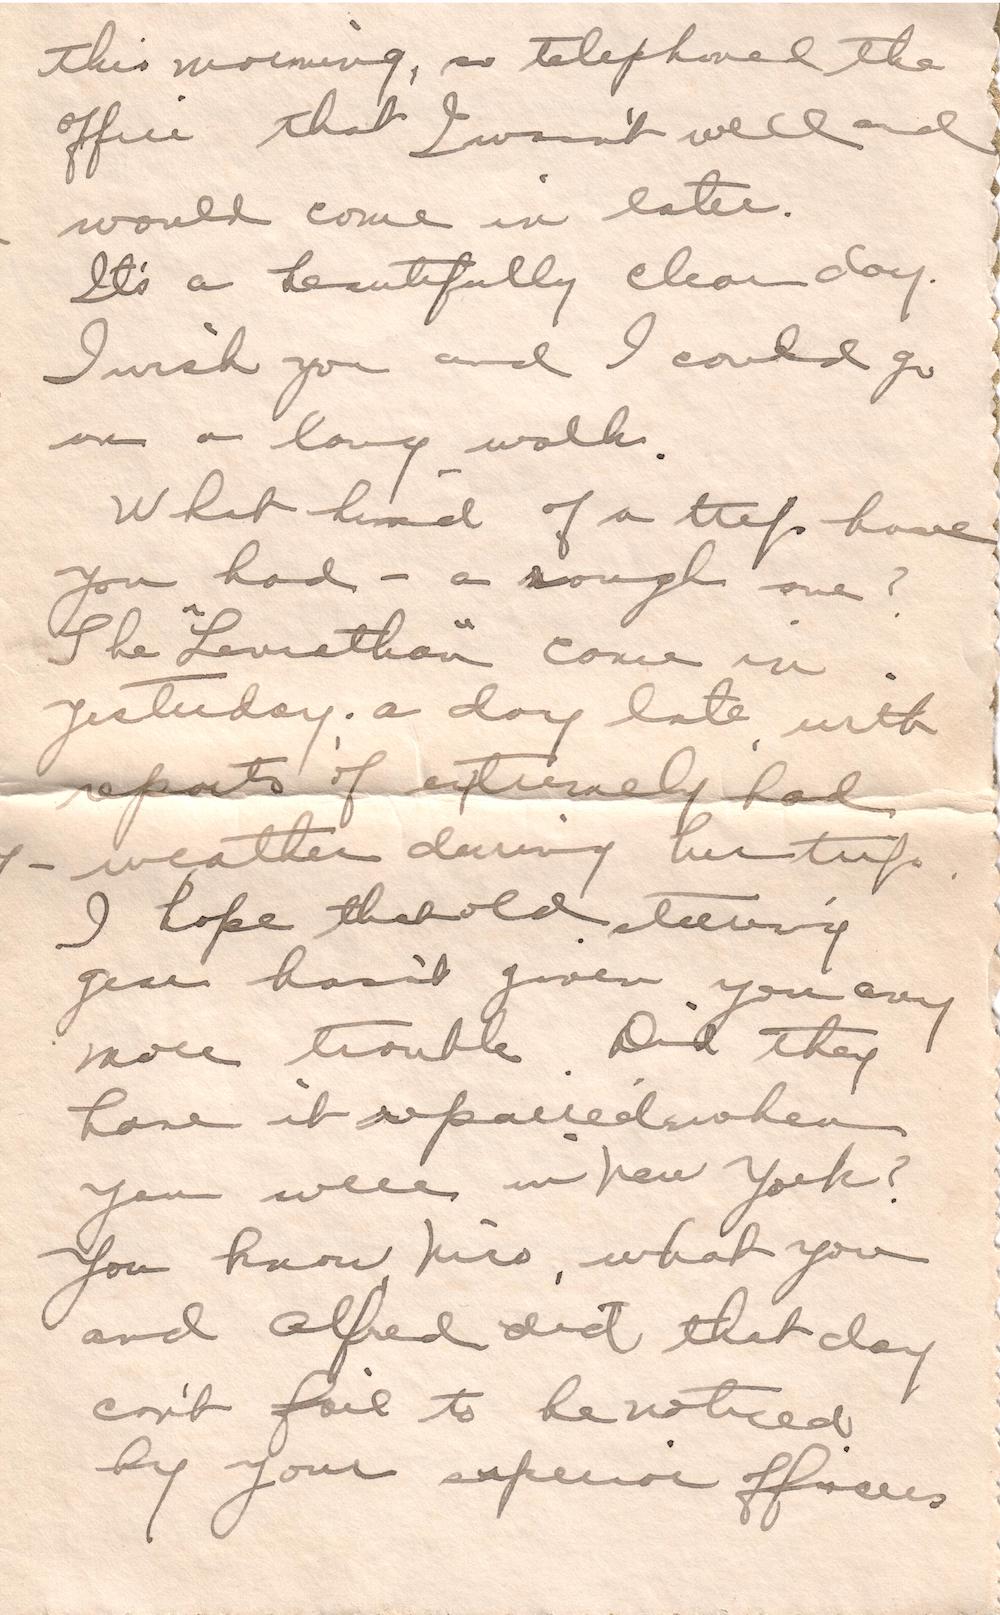 this morning, so telephoned the
office that I wasn't well and
would come in later.
It's a beautifully clear day.
I wish you and I could go
on a long walk.
What kind of a trip have
you had - a rough one?
The "Leviathan" came in
yesterday, a day late, with
reports of extremely bad
weather during her trip.
I hope that old steering
gear hasn't given you any
more trouble. Did they
have it repaired when
you were in New York?
You know, what you
and Alfred did that day
can't fail to be noticed
by your superior officers